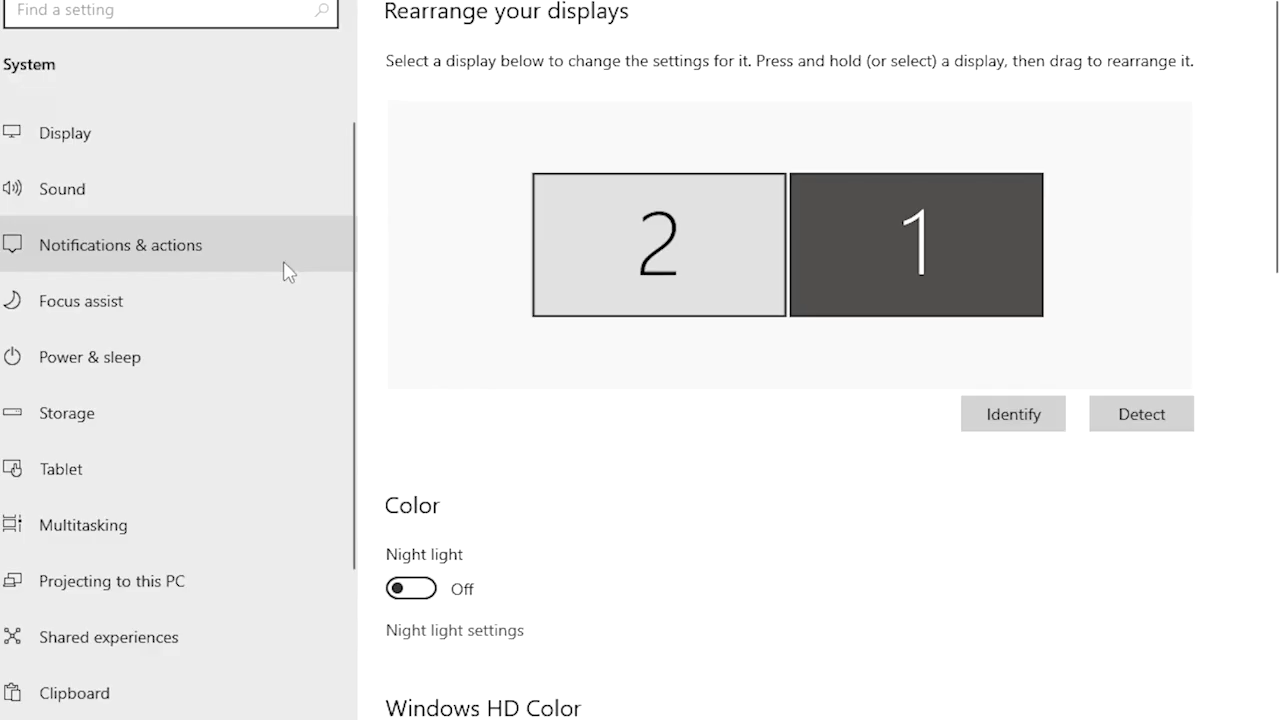 Find a setting
System
Display
Sound
Notifications & actions
Focus assist
Power & sleep
Storage
Tablet
Multitasking
Projecting to this PC
Shared experiences
Clipboard
Rearrange your displays
Select a display below to change the settings for it. Press and hold (or select) a display, then drag to rearrange it.
2 1
Identify Detect
Color
Night light
Off
Night light settings
Windows HD Color